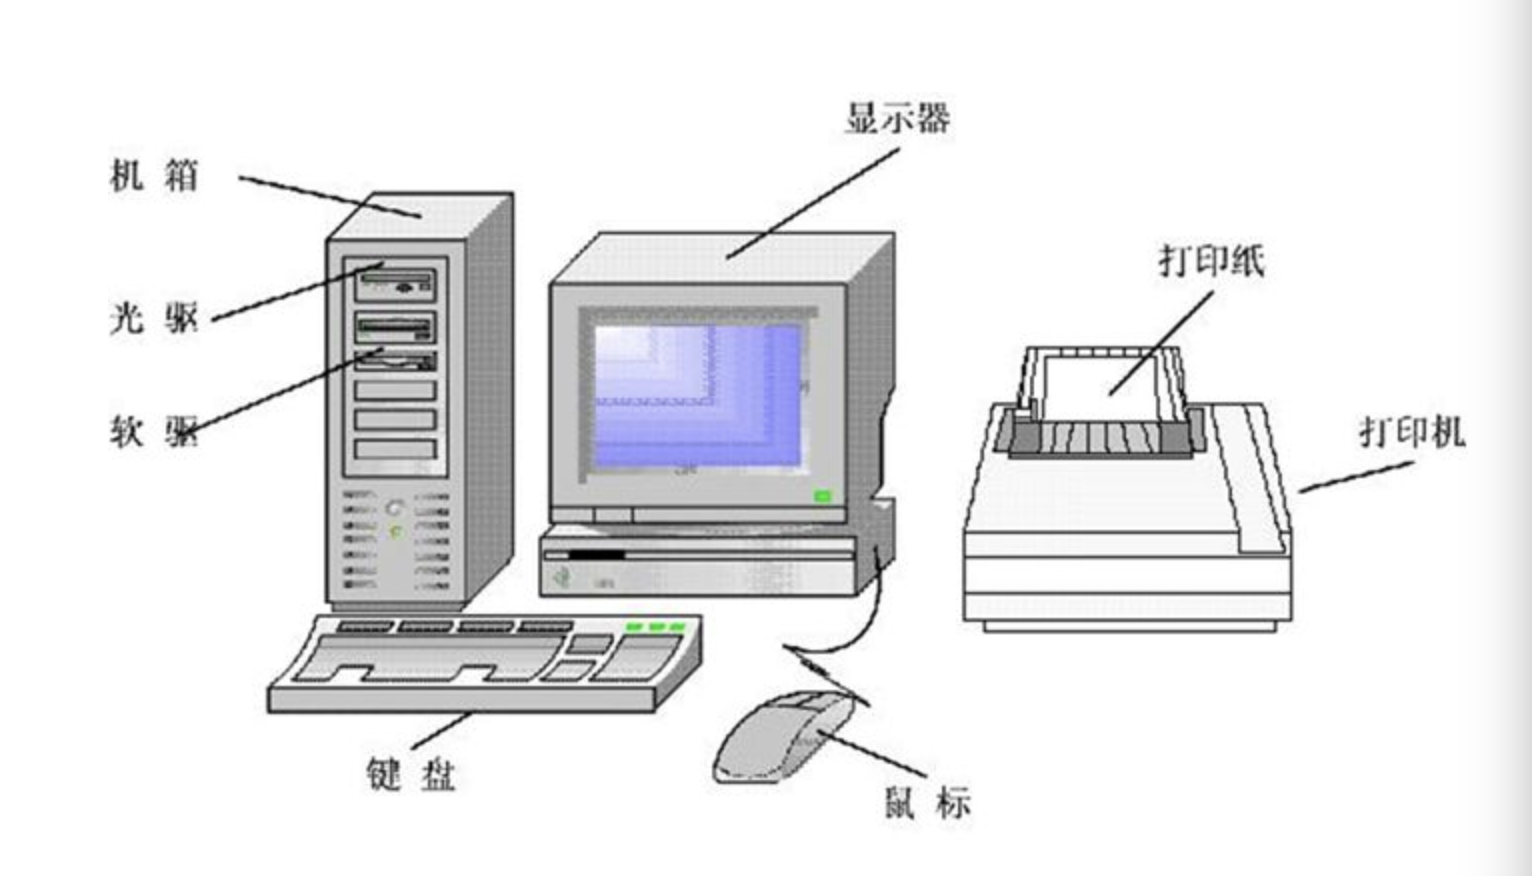 显示器
机 箱
打印纸
光 驱
软 驱
打印机
键 盘
鼠 标